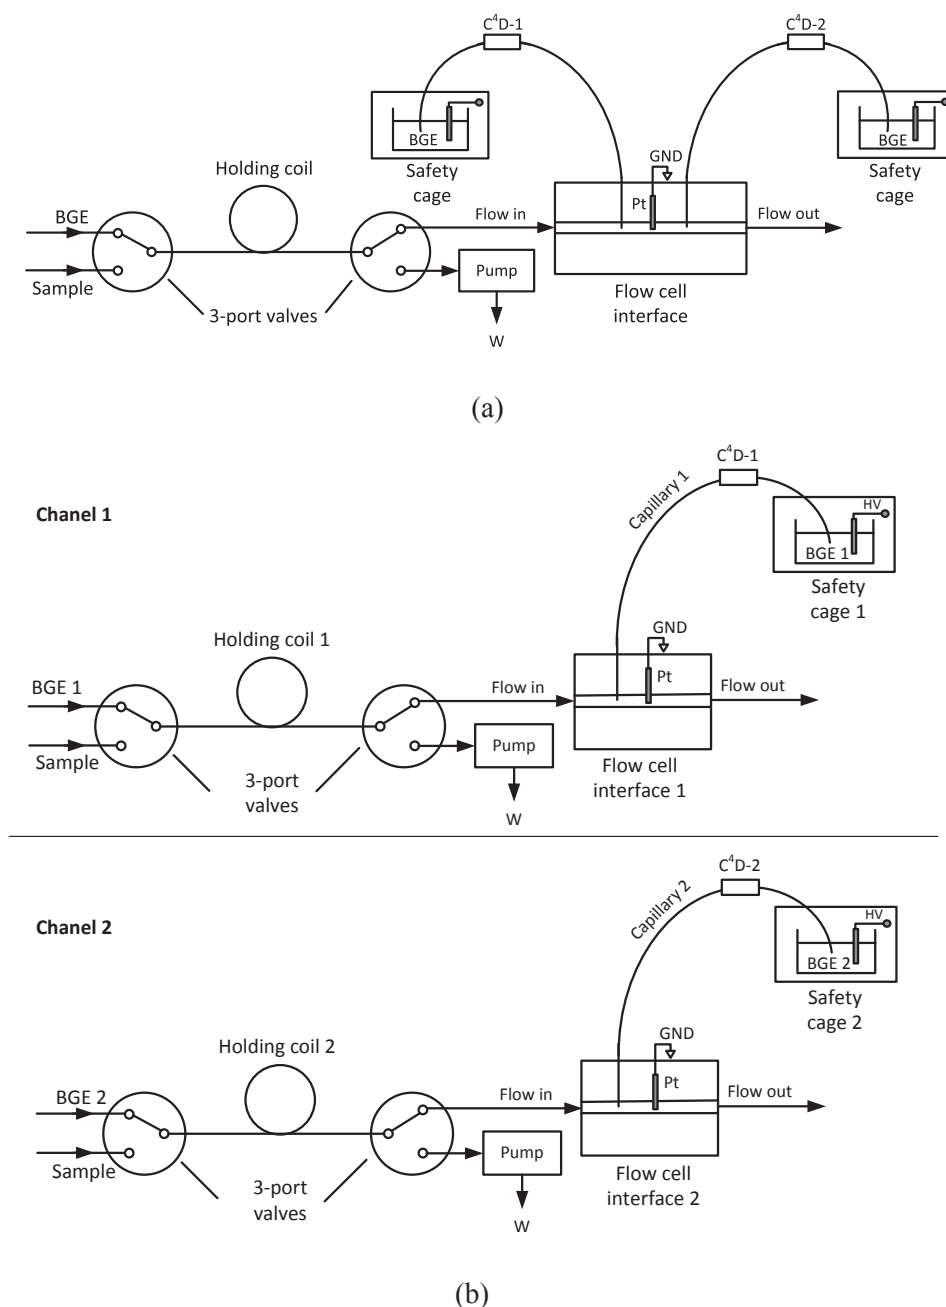 C⁴D-1
C⁴D-2
BGE
BGE
Safety
cage
Safety
cage
GND
Pt
Holding coil
BGE
Sample
3-port valves
Flow in
Pump
W
Flow out
Flow cell
interface
(a)
Chanel 1
C⁴D-1
Capillary 1
HV
BGE 1
Safety
cage 1
GND
Pt
Holding coil 1
BGE 1
Sample
3-port
valves
Flow in
Pump
W
Flow out
Flow cell
interface 1
Chanel 2
C⁴D-2
Capillary 2
HV
BGE 2
Safety
cage 2
GND
Pt
Holding coil 2
BGE 2
Sample
3-port
valves
Flow in
Pump
W
Flow out
Flow cell
interface 2
(b)